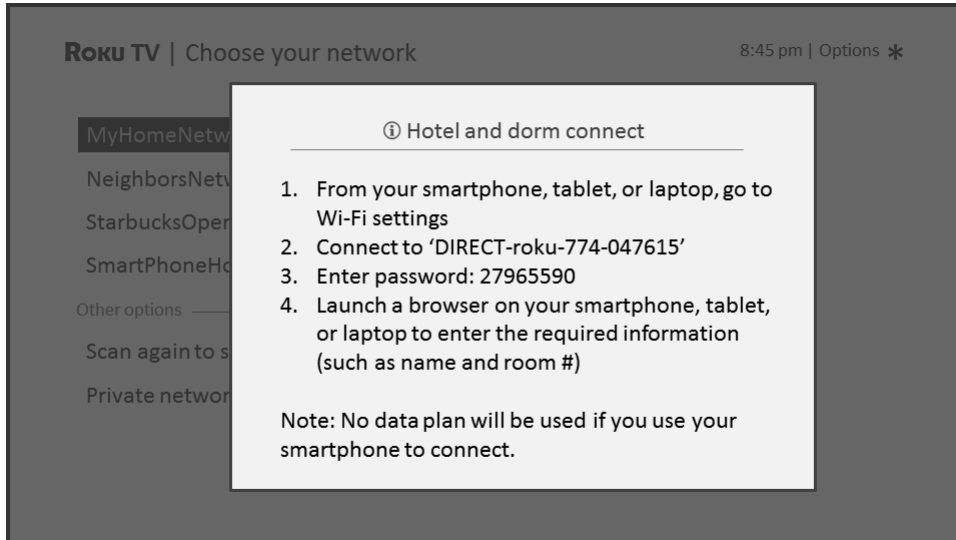 Roku TV | Choose your network
8:45 pm | Options *
ⓘ Hotel and dorm connect
MyHomeNetw
1. From your smartphone, tablet, or laptop, go to
Wi-Fi settings
NeighborsNetw
StarbucksOper
2. Connect to ‘DIRECT-roku-774-047615’
3. Enter password: 27965590
SmartPhoneHo
4. Launch a browser on your smartphone, tablet,
or laptop to enter the required information
(such as name and room #)
Other options
Scan again to s
Private networ
Note: No data plan will be used if you use your
smartphone to connect.